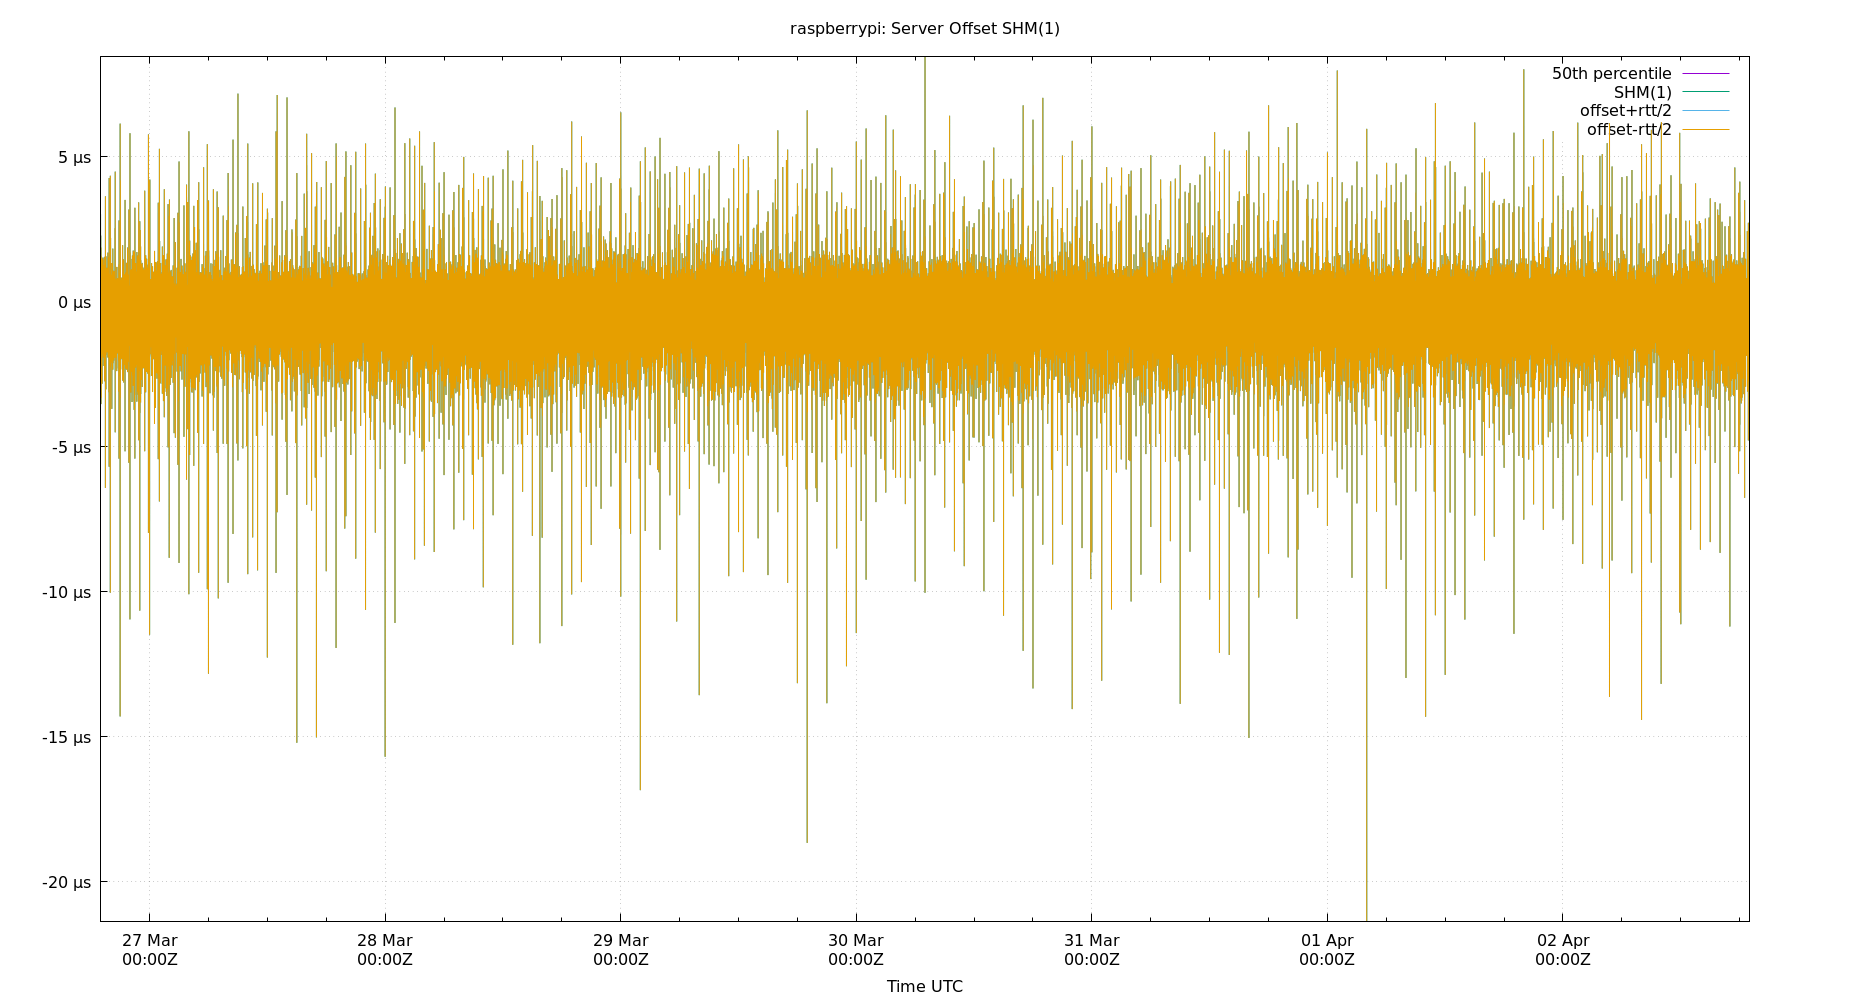 raspberrypi: Server Offset SHM(1)
50th percentile
SHM(1)
offset+rtt/2
offset-rtt/2
5 µs
0 µs
-5 µs
-10 µs
-15 µs
-20 µs
27 Mar 28 Mar 29 Mar 30 Mar 31 Mar 01 Apr 02 Apr
00:00Z 00:00Z 00:00Z 00:00Z 00:00Z 00:00Z 00:00Z
Time UTC